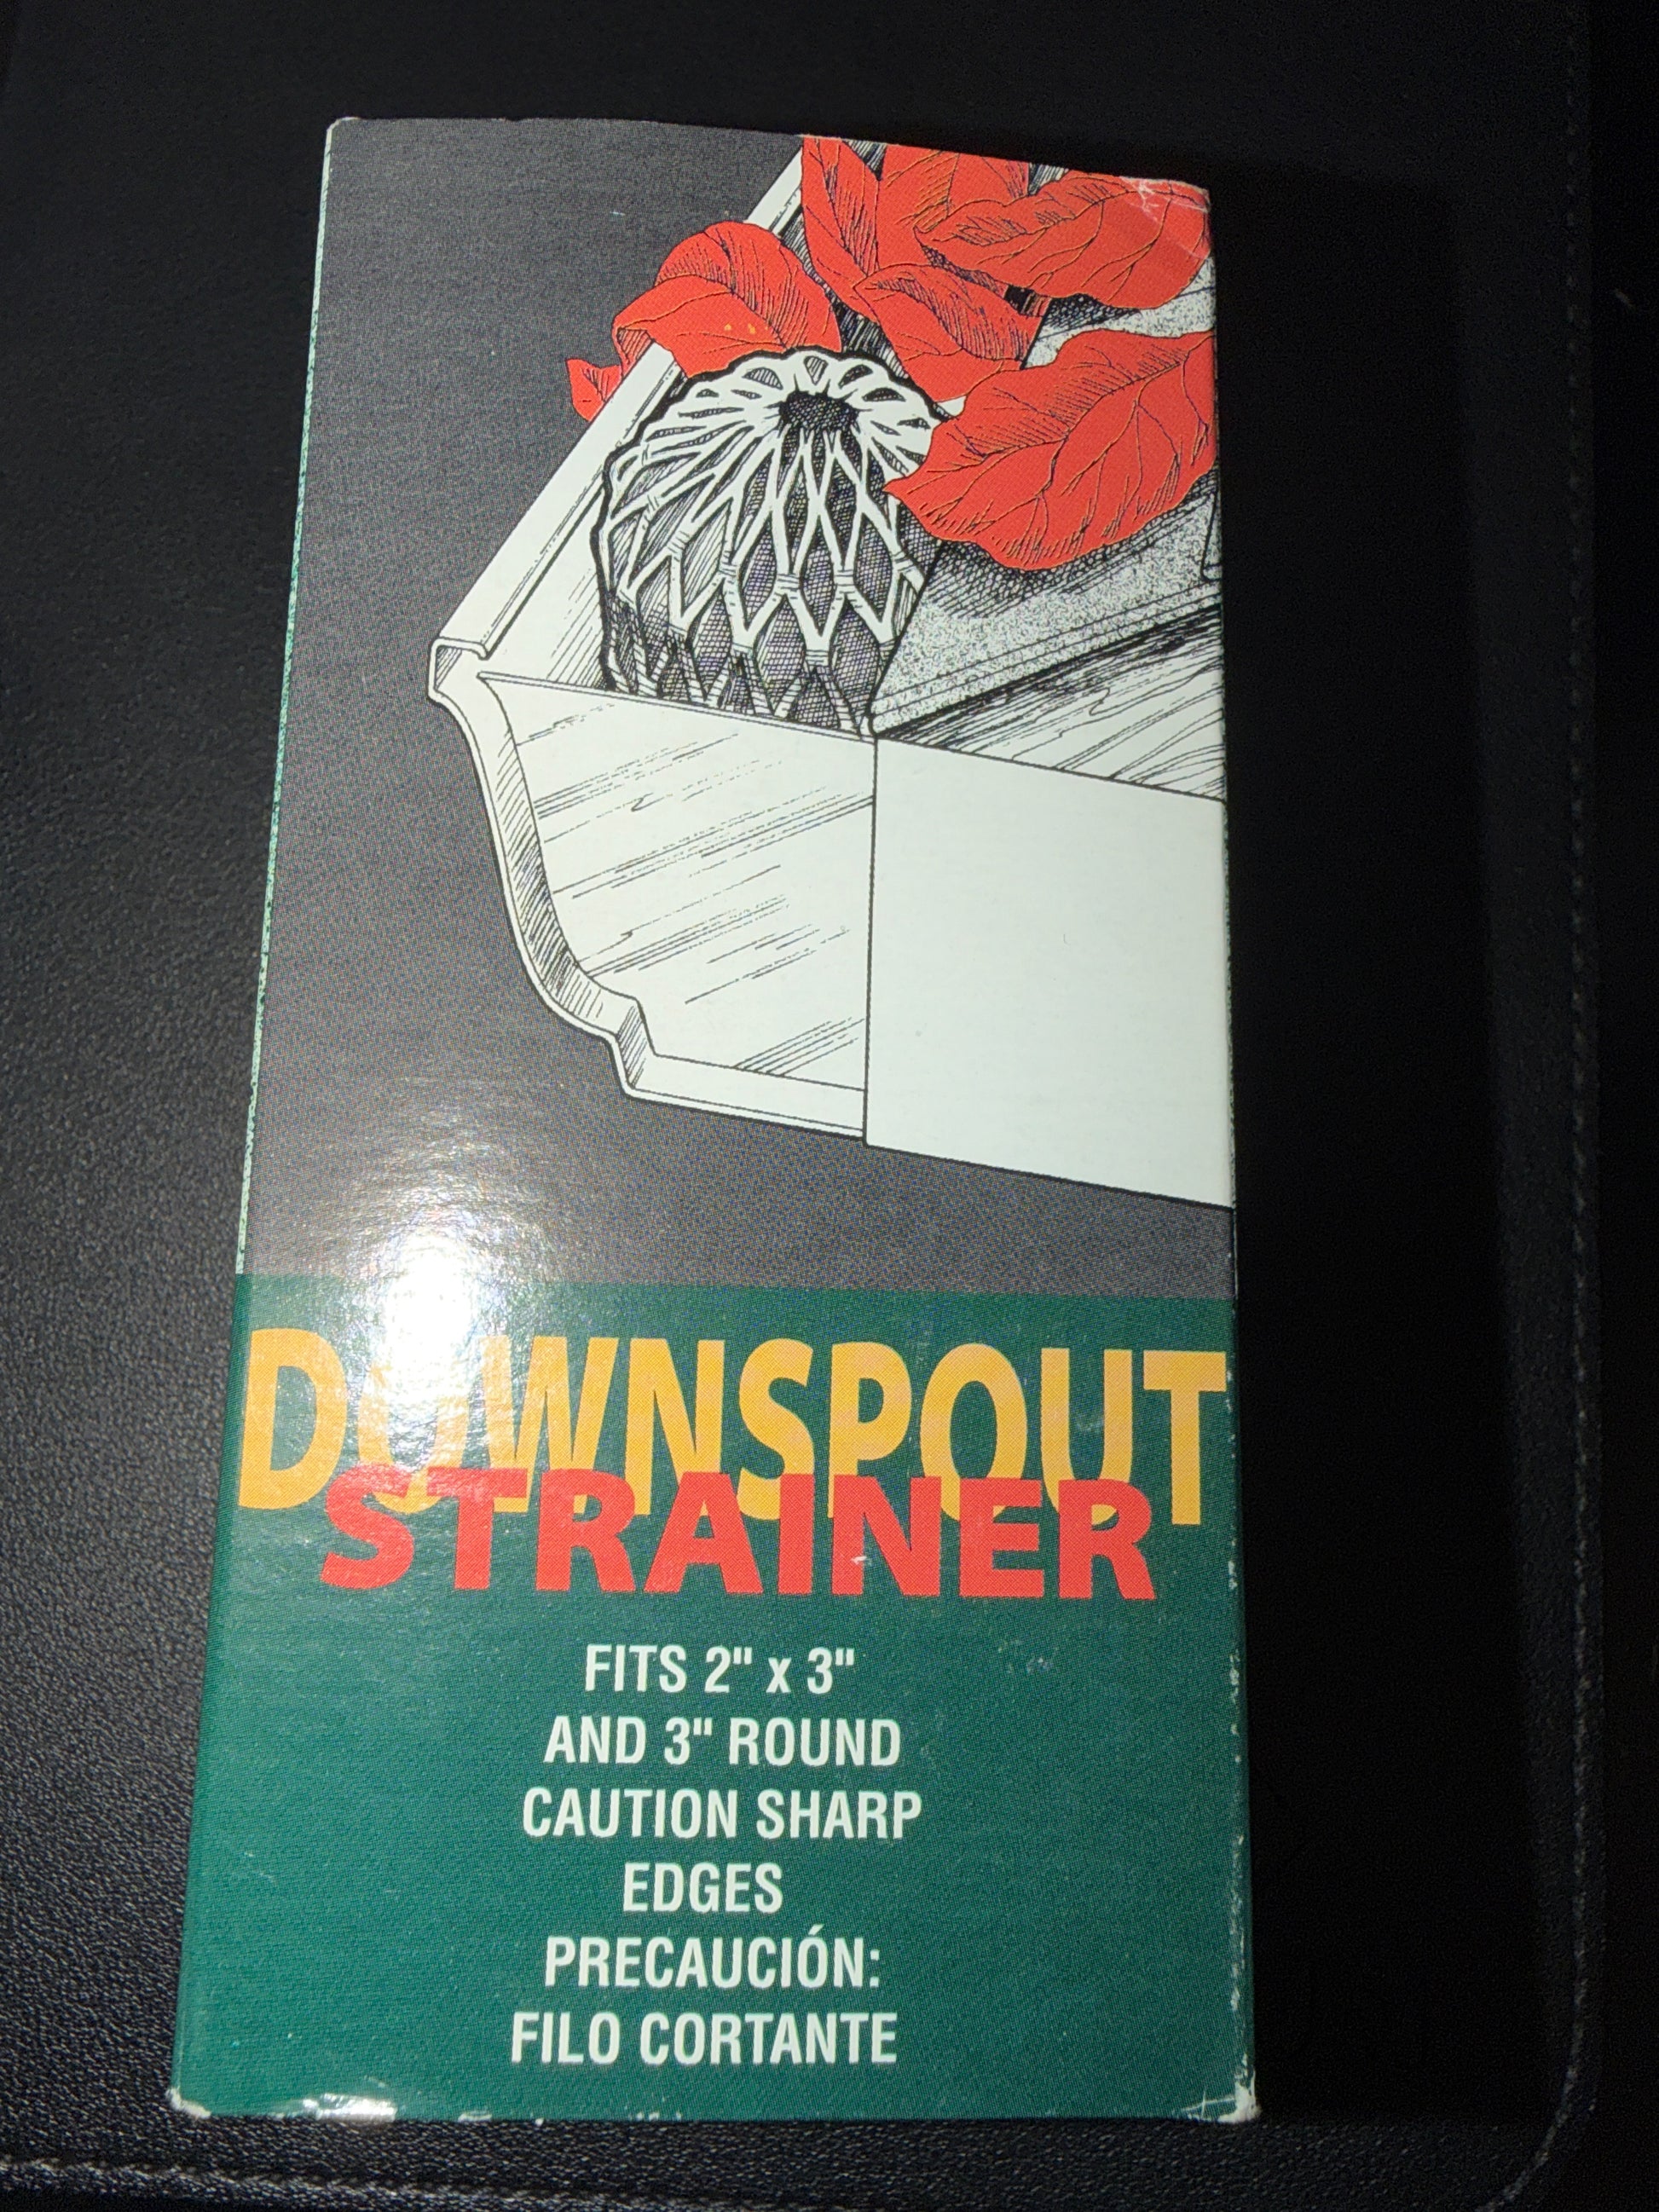 DOWNSPOUT
STRAINER
FITS 2" x 3"
AND 3" ROUND
CAUTION SHARP
EDGES
PRECAUCIÓN:
FILO CORTANTE